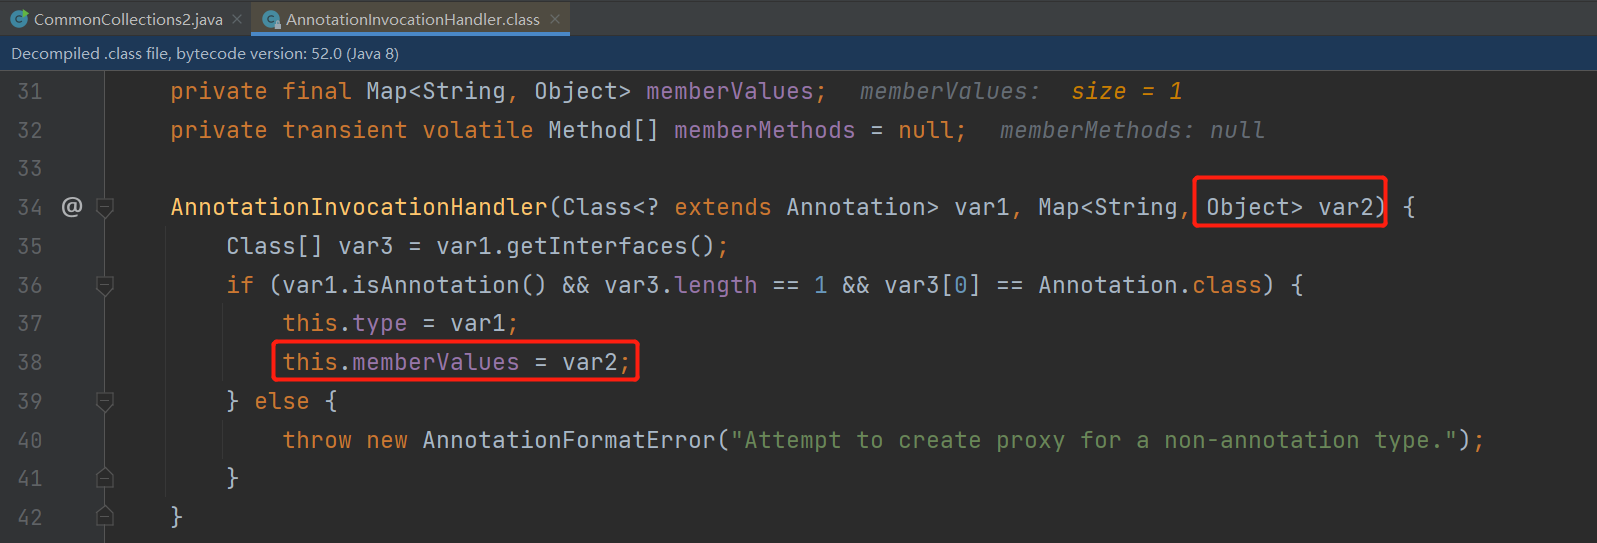 CommonCollections2.java AnnotationInvocationHandler.class
Decompiled .class file, bytecode version: 52.0 (Java 8)
31 private final Map<String, Object> memberValues; memberValues: size = 1
32 private transient volatile Method[] memberMethods = null; memberMethods: null
33
34 @ AnnotationInvocationHandler(Class<? extends Annotation> var1, Map<String, Object> var2) {
35 Class[] var3 = var1.getInterfaces();
36 if (var1.isAnnotation() && var3.length == 1 && var3[0] == Annotation.class) {
37 this.type = var1;
38 this.memberValues = var2;
39 } else {
40 throw new AnnotationFormatError("Attempt to create proxy for a non-annotation type.");
41 }
42 }